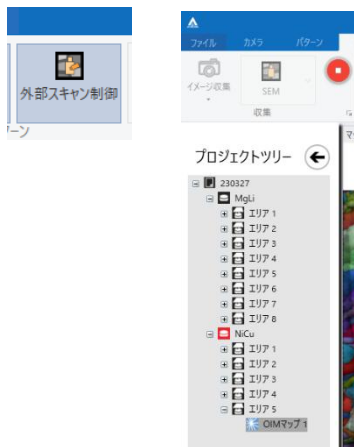 外部スキャン制御
ーン
ファイル カメラ パターン
イメージ収集
SEM
収集
プロジェクトツリー
マ
230327
MgLi
エリア 1
エリア 2
エリア 3
エリア 4
エリア 5
エリア 6
エリア 7
エリア 8
NiCu
エリア 1
エリア 2
エリア 3
エリア 4
エリア 5
OIMマップ 1